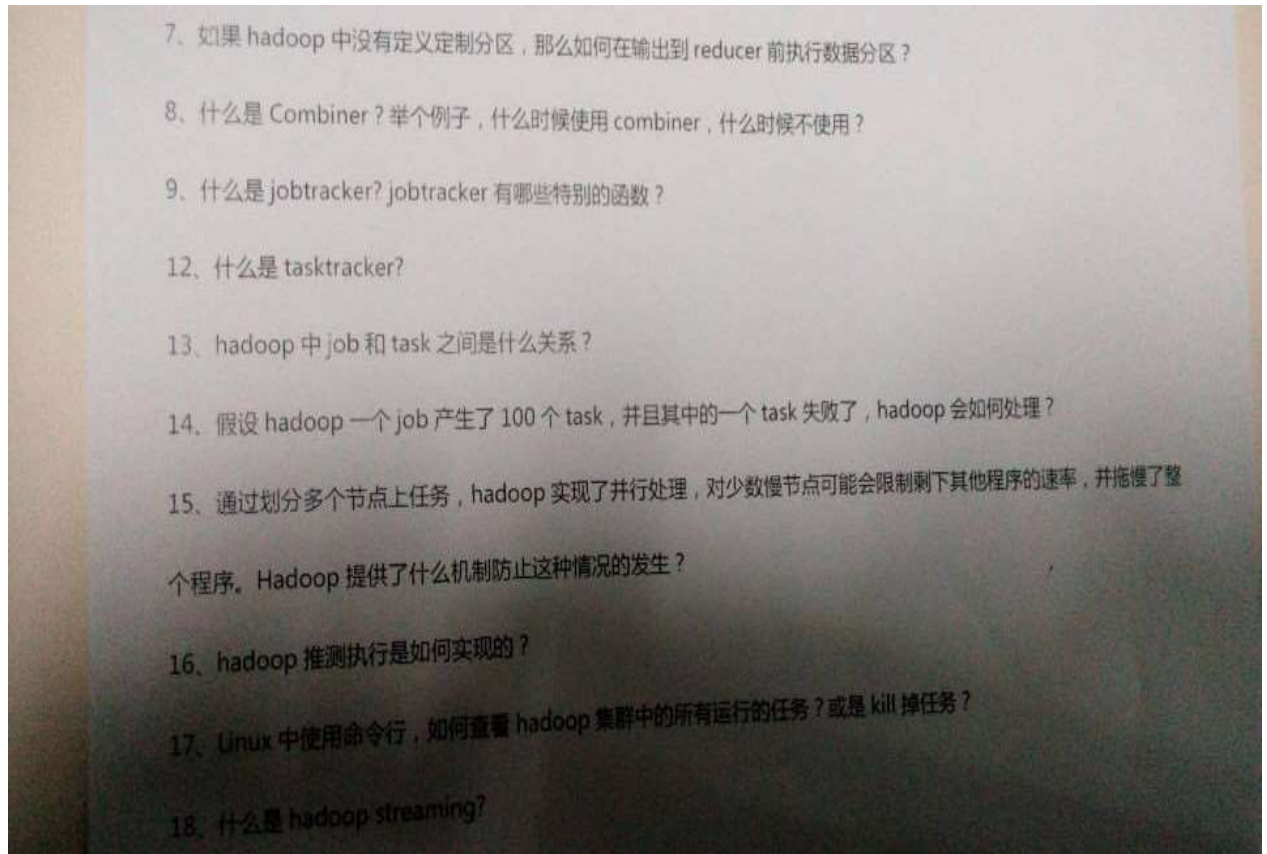 7、如果 hadoop 中没有定义定制分区，那么如何在输出到 reducer 前执行数据分区？
8、什么是 Combiner？举个例子，什么时候使用 combiner，什么时候不使用？
9、什么是 jobtracker? jobtracker 有哪些特别的函数？
12、什么是 tasktracker?
13、hadoop 中 job 和 task 之间是什么关系？
14、假设 hadoop 一个 job 产生了 100 个 task，并且其中的一个 task 失败了，hadoop 会如何处理？
15、通过划分多个节点上任务，hadoop 实现了并行处理，对少数慢节点可能会限制剩下其他程序的速率，并拖慢了整
个程序。Hadoop 提供了什么机制防止这种情况的发生？
16、hadoop 推测执行是如何实现的？
17、Linux 中使用命令行，如何查看 hadoop 集群中的所有运行的任务？或是 kill 掉任务？
18、什么是 hadoop streaming?